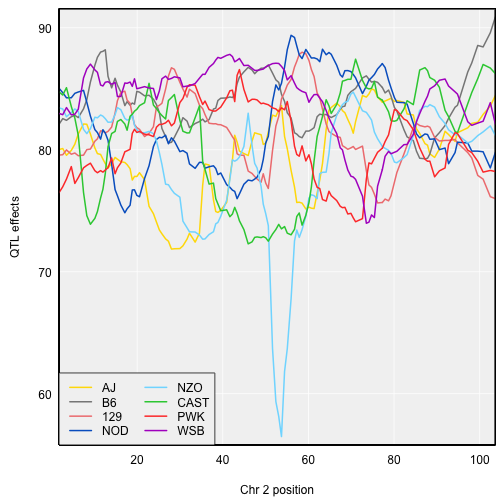 90
80
70
60
QTL effects
AJ NZO
B6 CAST
129 PWK
NOD WSB
20 40 60 80 100
Chr 2 position